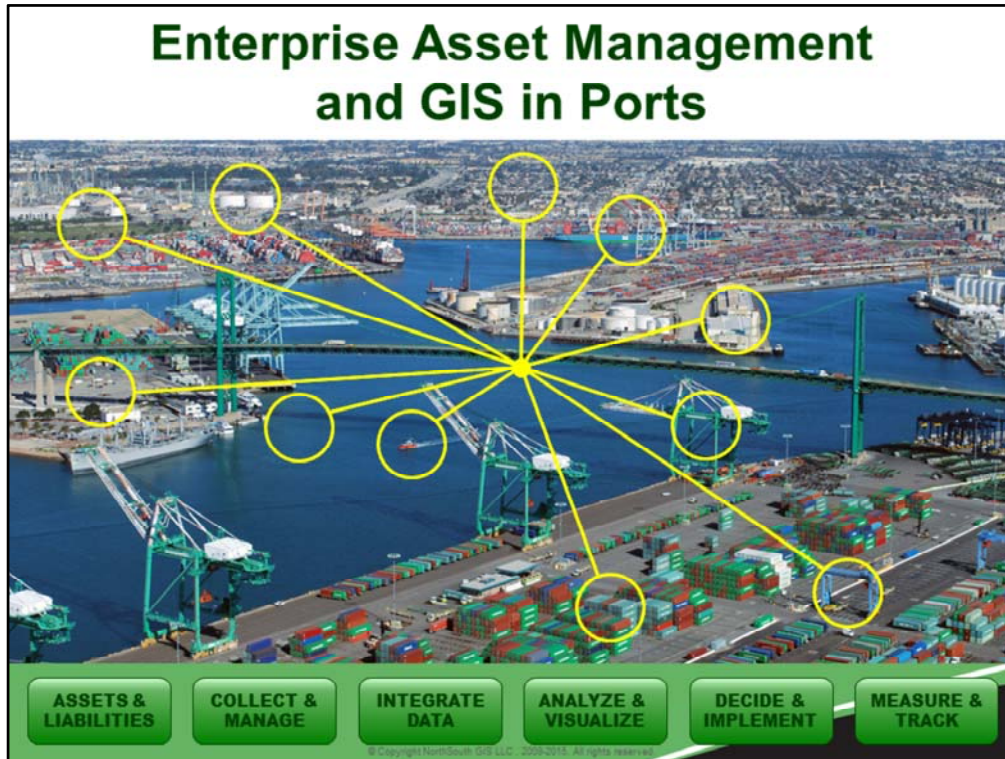 Enterprise Asset Management
and GIS in Ports
ASSETS &
LIABILITIES
COLLECT &
MANAGE
INTEGRATE
DATA
ANALYZE &
VISUALIZE
DECIDE &
IMPLEMENT
MEASURE &
TRACK
© Copyright NorthSouth GIS LLC, 2009-2015. All rights reserved.